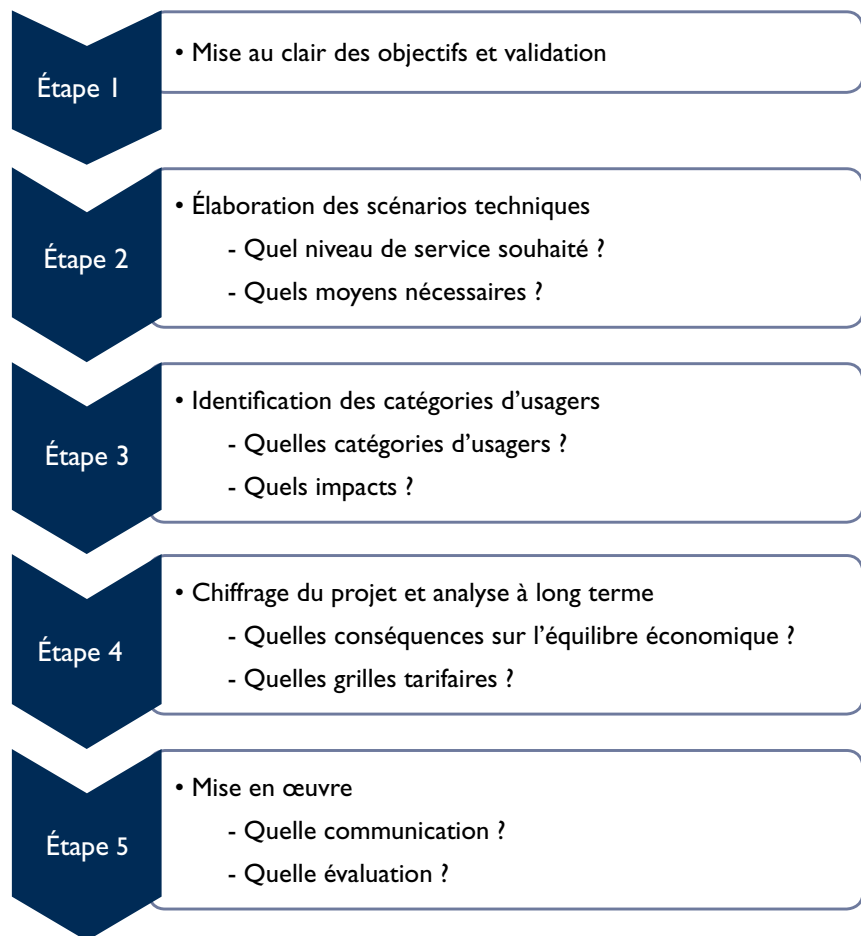 Étape 1
• Mise au clair des objectifs et validation
Étape 2
• Élaboration des scénarios techniques
- Quel niveau de service souhaité ?
- Quels moyens nécessaires ?
Étape 3
• Identification des catégories d’usagers
- Quelles catégories d’usagers ?
- Quels impacts ?
Étape 4
• Chiffrage du projet et analyse à long terme
- Quelles conséquences sur l’équilibre économique ?
- Quelles grilles tarifaires ?
Étape 5
• Mise en œuvre
- Quelle communication ?
- Quelle évaluation ?